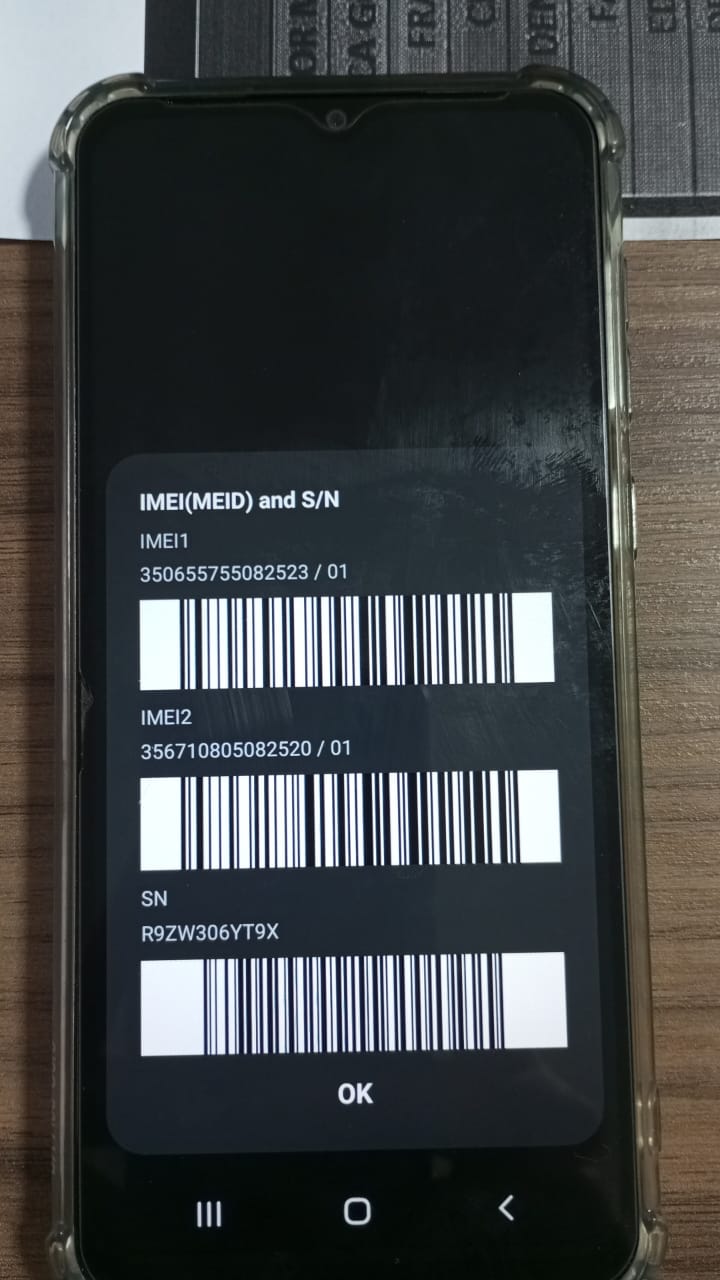 IMEI(MEID) and S/N
IMEI1
350655755082523 / 01
IMEI2
356710805082520 / 01
SN
R9ZW306YT9X
OK